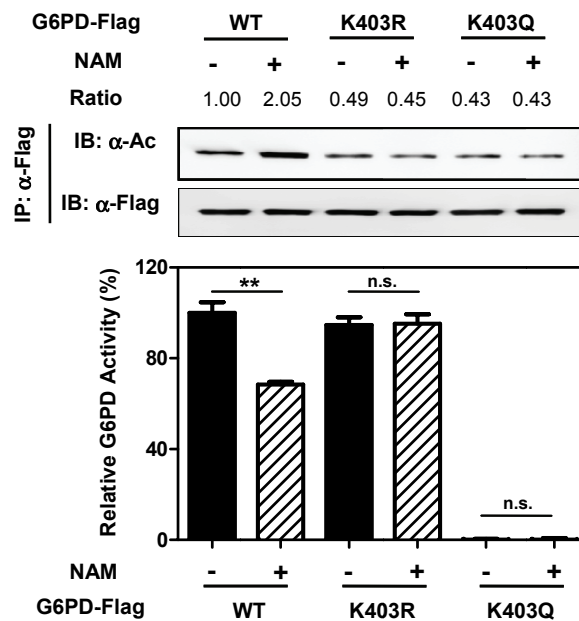 G6PD-Flag WT K403R K403Q
NAM - + - + - +
Ratio 1.00 2.05 0.49 0.45 0.43 0.43
IP: α-Flag
IB: α-Ac
IB: α-Flag
Relative G6PD Activity (%)
120
80
40
0
**
n.s.
n.s.
NAM - + - + - +
G6PD-Flag WT K403R K403Q